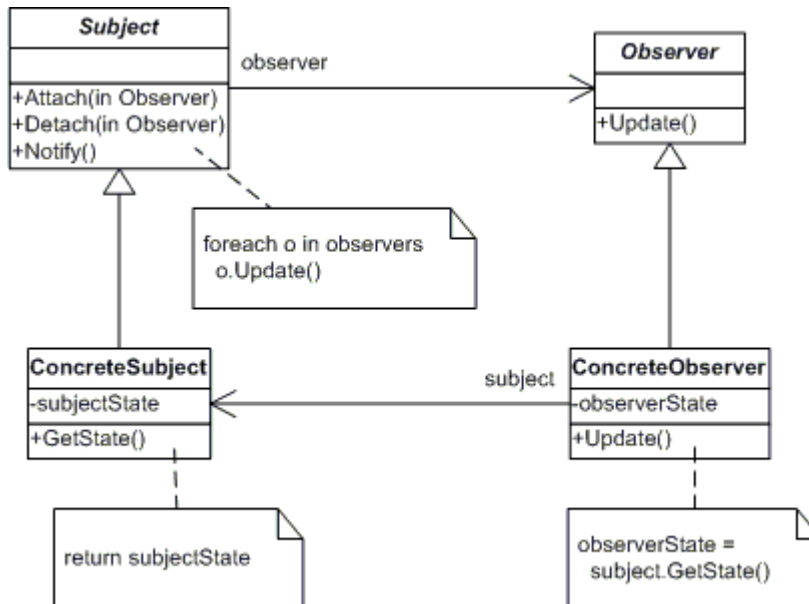 Subject
+Attach(in Observer)
+Detach(in Observer)
+Notify()
observer
Observer
+Update()
foreach o in observers
o.Update()
ConcreteSubject
-subjectState
+GetState()
subject
ConcreteObserver
-observerState
+Update()
return subjectState
observerState =
subject.GetState()